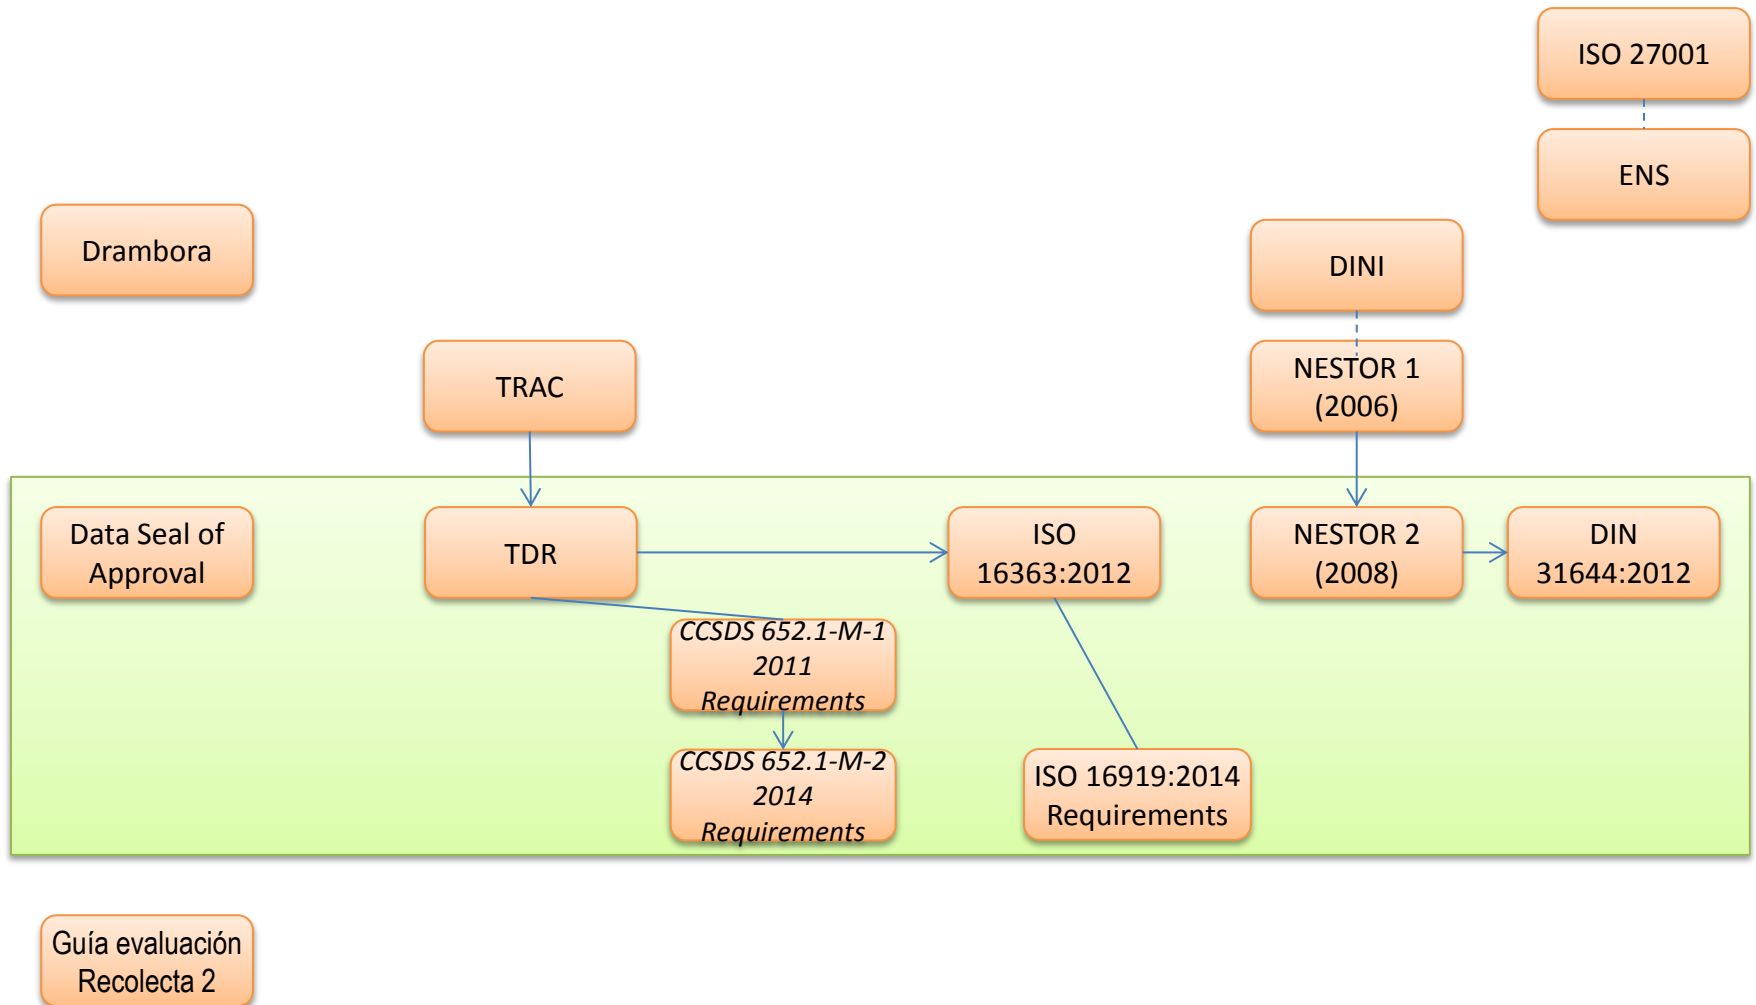 ISO 27001
ENS
Drambora
DINI
TRAC
NESTOR 1
(2006)
Data Seal of
Approval
TDR
ISO
16363:2012
NESTOR 2
(2008)
DIN
31644:2012
CCSDS 652.1-M-1
2011
Requirements
CCSDS 652.1-M-2
2014
Requirements
ISO 16919:2014
Requirements
Guía evaluación
Recolecta 2